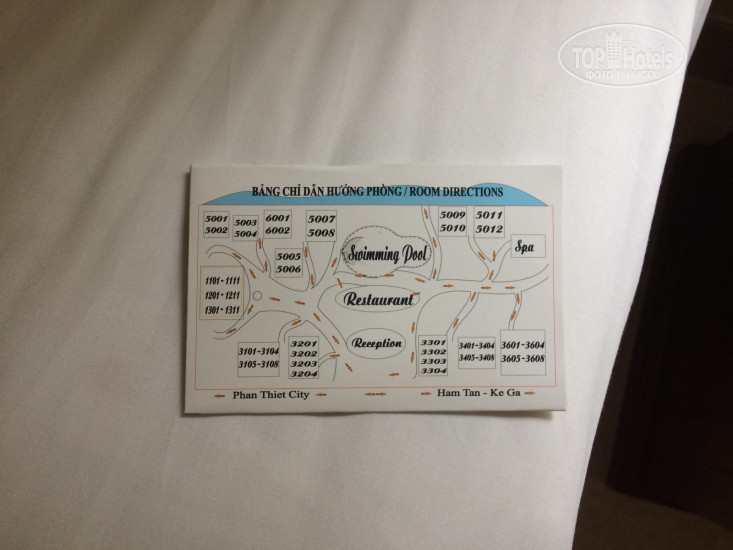 TOP Hotels
ФОТО ТУРИСТА
BẢNG CHỈ DẪN HƯỚNG PHÒNG / ROOM DIRECTIONS
5001
5002
5003
5004
6001
6002
5007
5008
5009
5010
5011
5012
5005
5006
Swimming Pool
Spa
1101 - 1111
1201 - 1211
1301 - 1311
Restaurant
Reception
3101-3104
3105-3108
3201
3202
3203
3204
3301
3302
3303
3304
3401-3404
3405-3408
3601-3604
3605-3608
Phan Thiet City
Ham Tan - Ke Ga